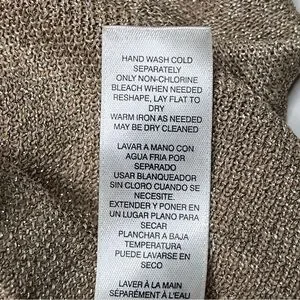 HAND WASH COLD
SEPARATELY
ONLY NON-CHLORINE
BLEACH WHEN NEEDED
RESHAPE, LAY FLAT TO
DRY
WARM IRON AS NEEDED
MAY BE DRY CLEANED
LAVAR A MANO CON
AGUA FRIA POR
SEPARADO
USAR BLANQUEADOR
SIN CLORO CUANDO SE
NECESITE.
EXTENDER Y PONER EN
UN LUGAR PLANO PARA
SECAR
PLANCHAR A BAJA
TEMPERATURA
PUEDE LAVARSE EN
SECO
LAVER À LA MAIN
SÉPARÉMENT À L'EAU